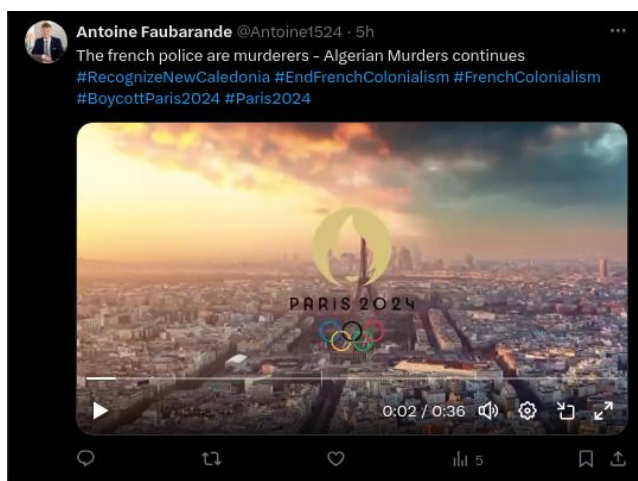 Antoine Faubarande @Antoine1524 · 5h
The french police are murderers - Algerian Murders continues
#RecognizeNewCaledonia #EndFrenchColonialism #FrenchColonialism
#BoycottParis2024 #Paris2024
PARIS 2024
0:02 / 0:36
5